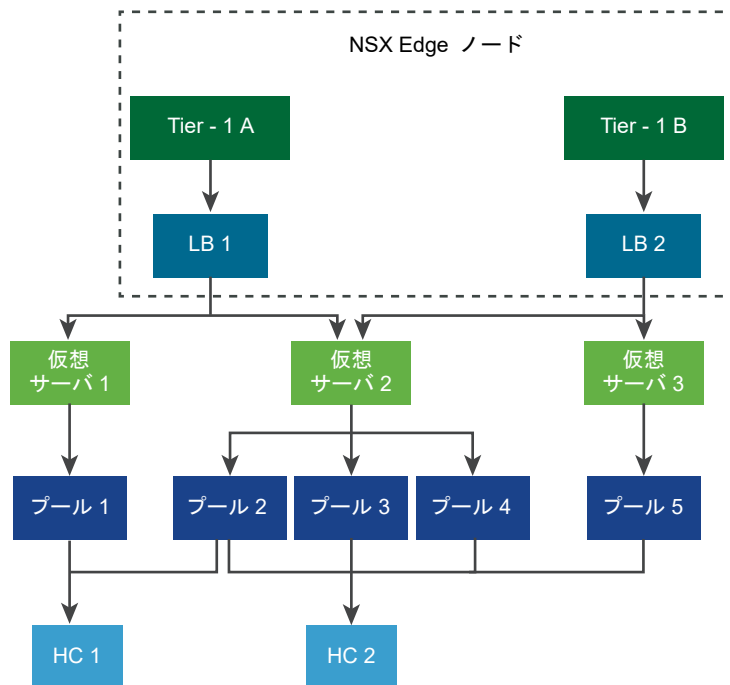 NSX Edge ノード
Tier - 1 A
Tier - 1 B
LB 1
LB 2
仮想
サーバ 1
仮想
サーバ 2
仮想
サーバ 3
プール 1
プール 2
プール 3
プール 4
プール 5
HC 1
HC 2